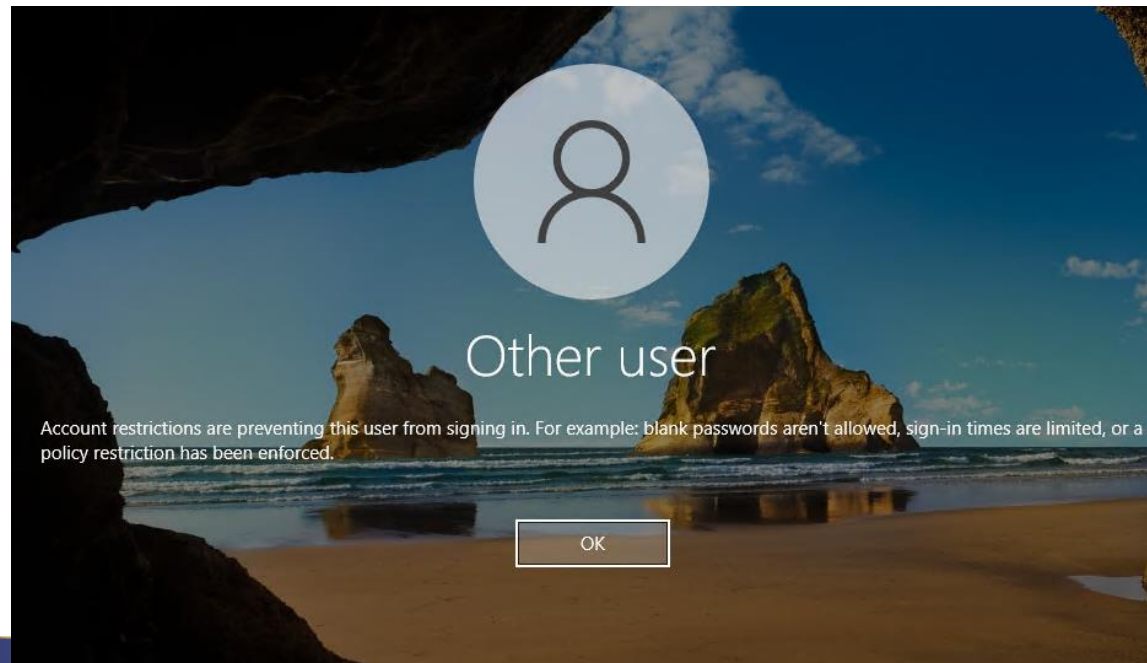 Other user
Account restrictions are preventing this user from signing in. For example: blank passwords aren't allowed, sign-in times are limited, or a
policy restriction has been enforced.
OK